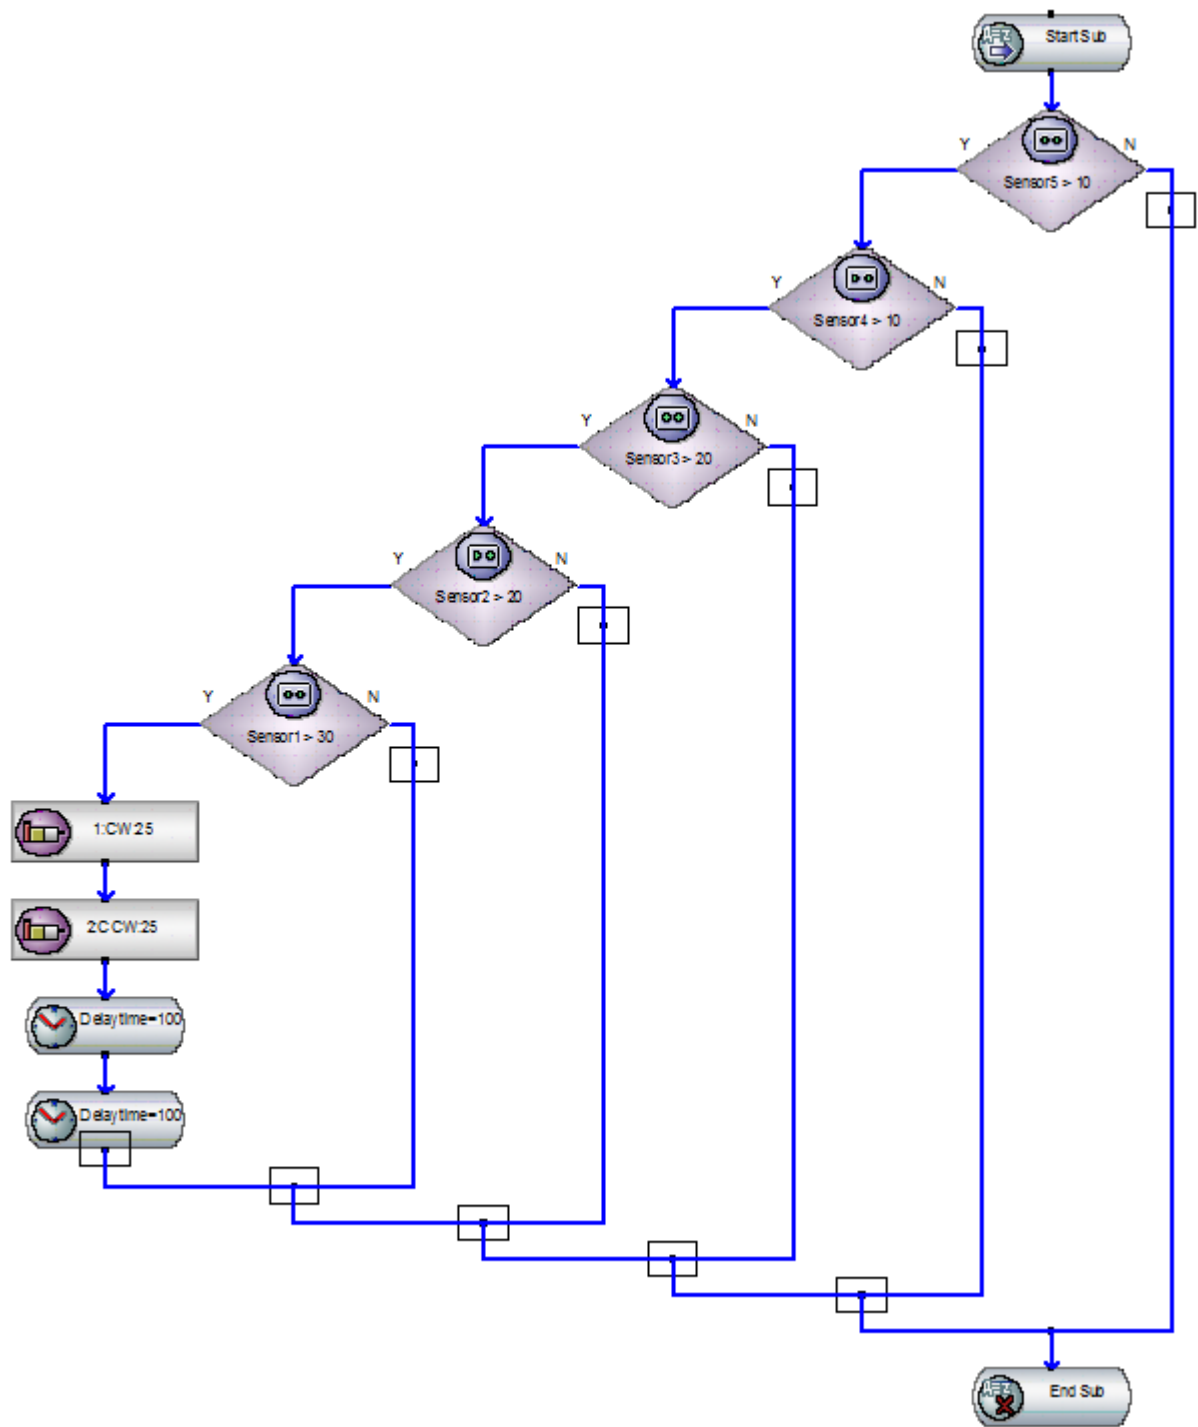 Start Sub
Y
N
Sensor5 > 10
Y
N
Sensor4 > 10
Y
N
Sensor3 > 20
Y
N
Sensor2 > 20
Y
N
Sensor1 > 30
1:CW:25
2:CCW:25
Delaytime=100
Delaytime=100
End Sub